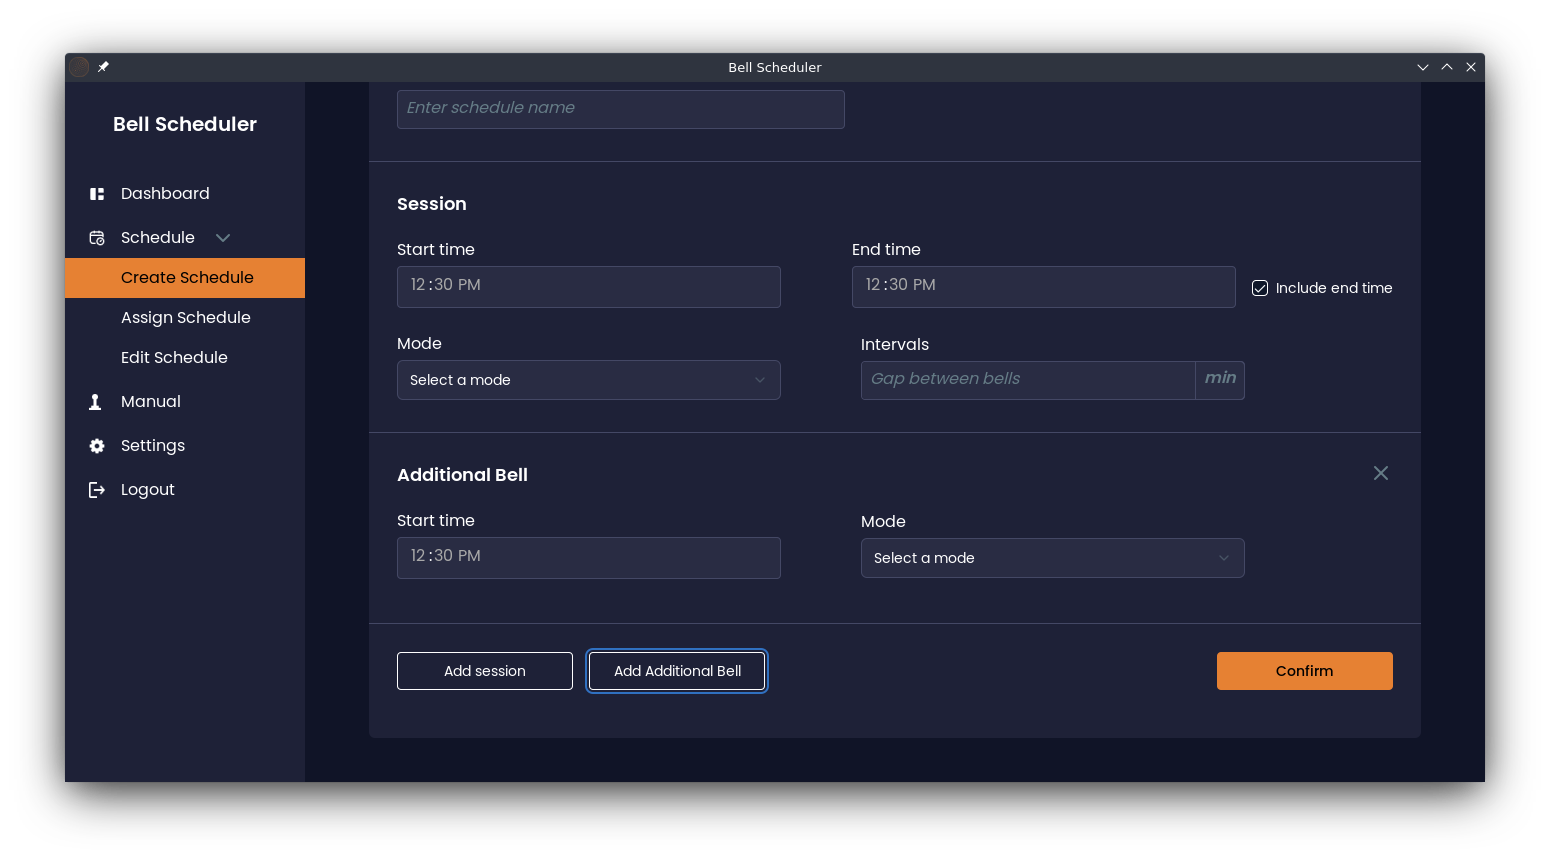 Bell Scheduler
Bell Scheduler
Dashboard
Schedule
Create Schedule
Assign Schedule
Edit Schedule
Manual
Settings
Logout
Enter schedule name
Session
Start time
End time
12:30 PM
12:30 PM
Include end time
Mode
Intervals
Select a mode
Gap between bells
min
Additional Bell
Start time
Mode
12:30 PM
Select a mode
Add session
Add Additional Bell
Confirm